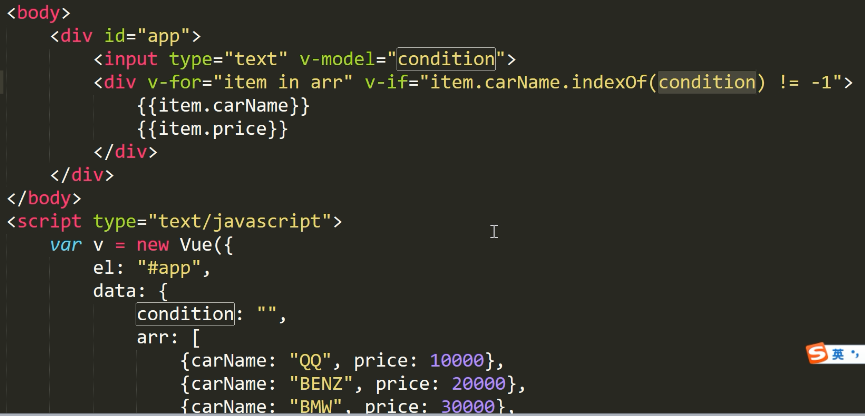 <body>
    <div id="app">
        <input type="text" v-model="condition">
        <div v-for="item in arr" v-if="item.carName.indexOf(condition) != -1">
            {{item.carName}}
            {{item.price}}
        </div>
    </div>
</body>
<script type="text/javascript">
    var v = new Vue({
        el: "#app",
        data: {
            condition: "",
            arr: [
                {carName: "QQ", price: 10000},
                {carName: "BENZ", price: 20000},
                {carName: "BMW", price: 30000},
S 英